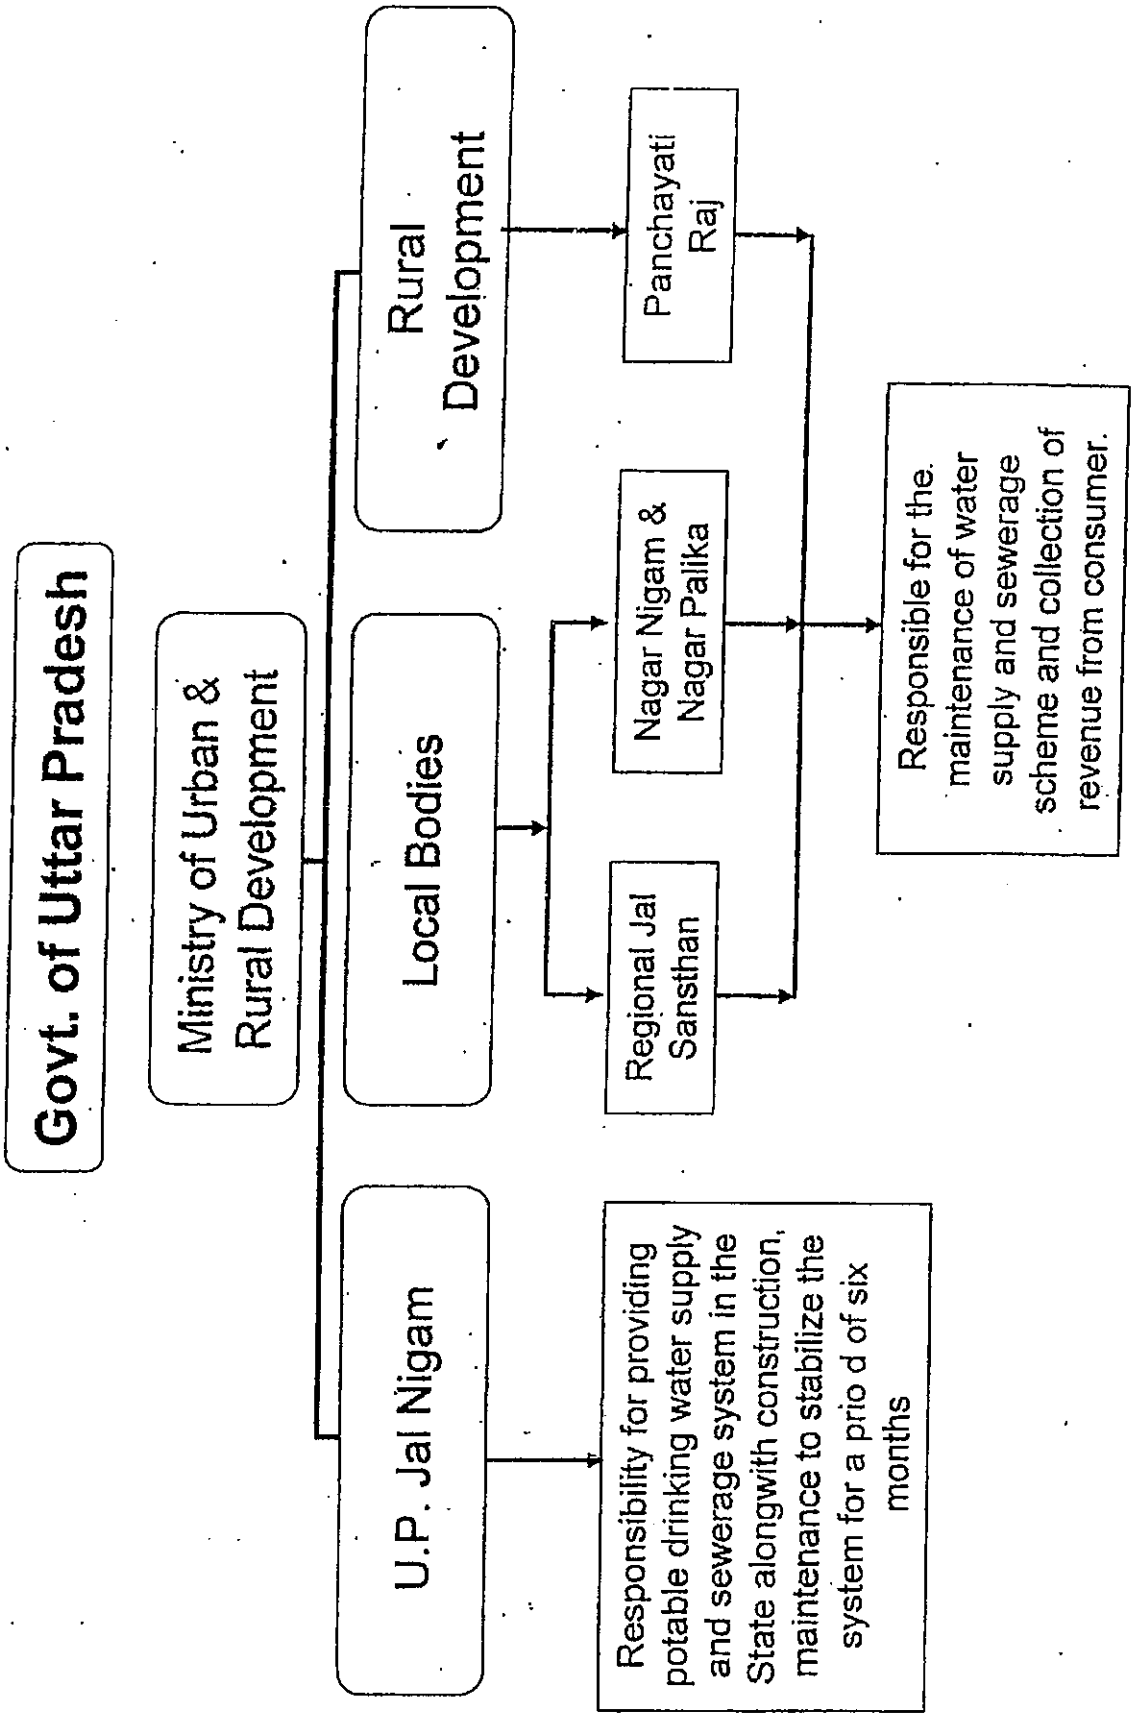 Govt. of Uttar Pradesh
Ministry of Urban &
Rural Development
U.P. Jal Nigam
Local Bodies
Rural
Development
Responsibility for providing
potable drinking water supply
and sewerage system in the
State alongwith construction,
maintenance to stabilize the
system for a prio d of six
months
Regional Jal
Sansthan
Nagar Nigam &
Nagar Palika
Panchayati
Raj
Responsible for the.
maintenance of water
supply and sewerage
scheme and collection of
revenue from consumer.